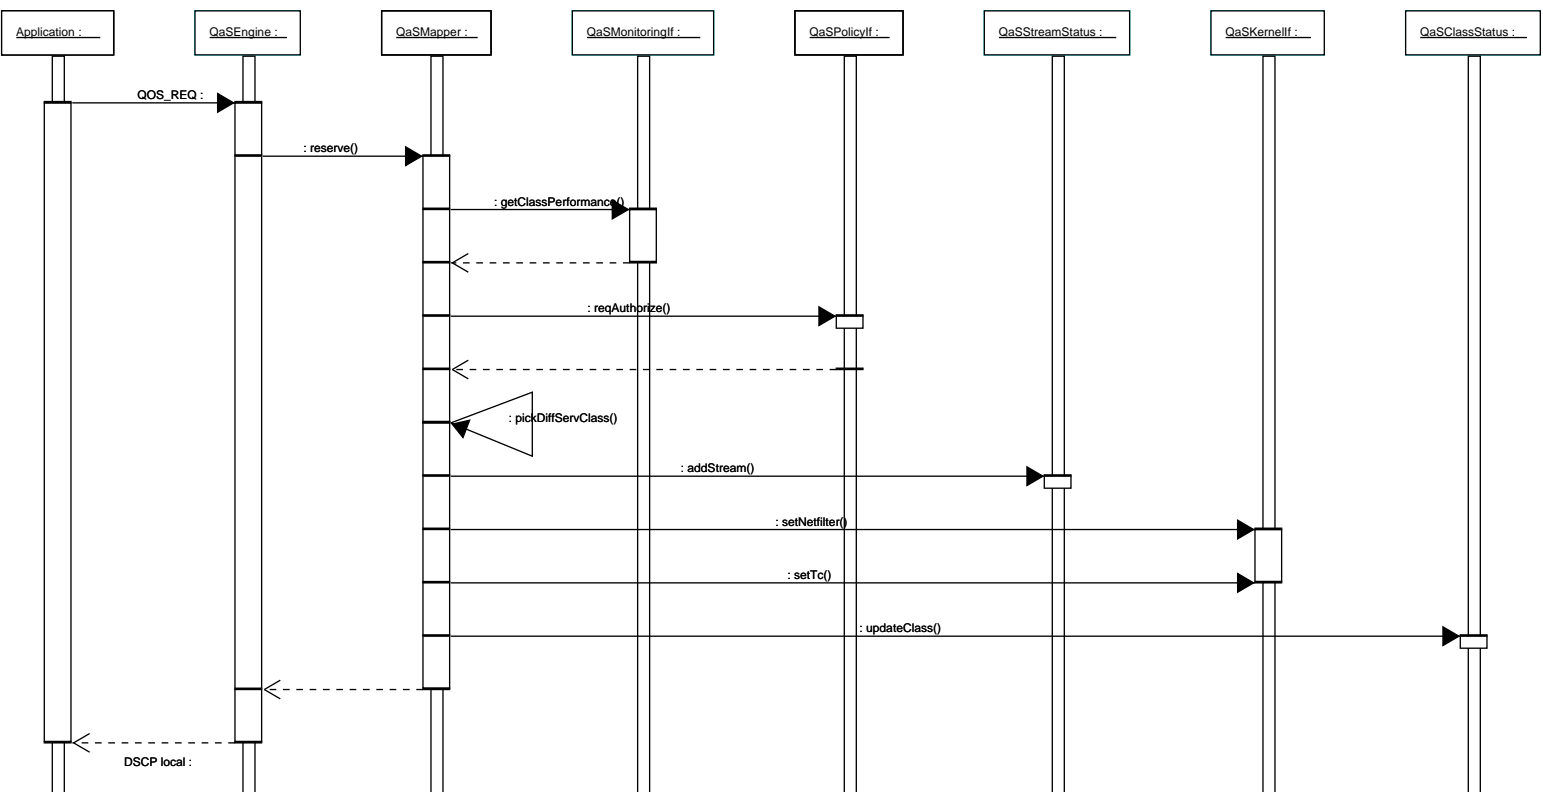 Application :
QaSEngine :
QaSMapper :
QaSMonitoringIf :
QaSPolicyIf :
QaSStreamStatus :
QaSKernelIf :
QaSClassStatus :
QOS_REQ :
: reserve()
: getClassPerformance()
: reqAuthorize()
: pickDiffServClass()
: addStream()
: setNetfilter()
: setTc()
: updateClass()
DSCP local :